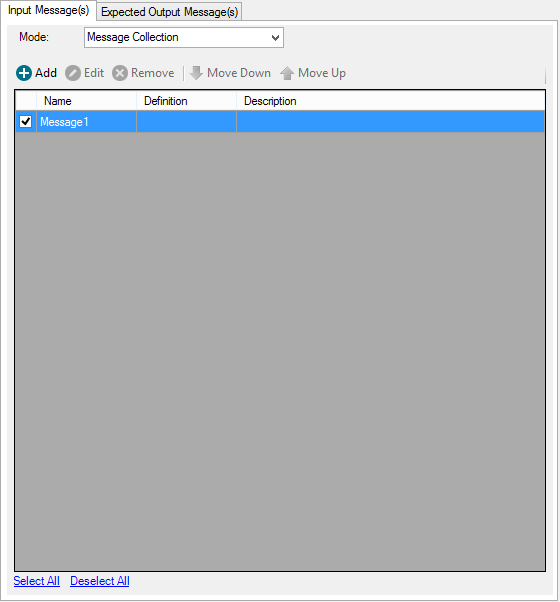 Input Message(s) Expected Output Message(s)
Mode: Message Collection
Add Edit Remove Move Down Move Up
Name Definition Description
Message1
Select All Deselect All